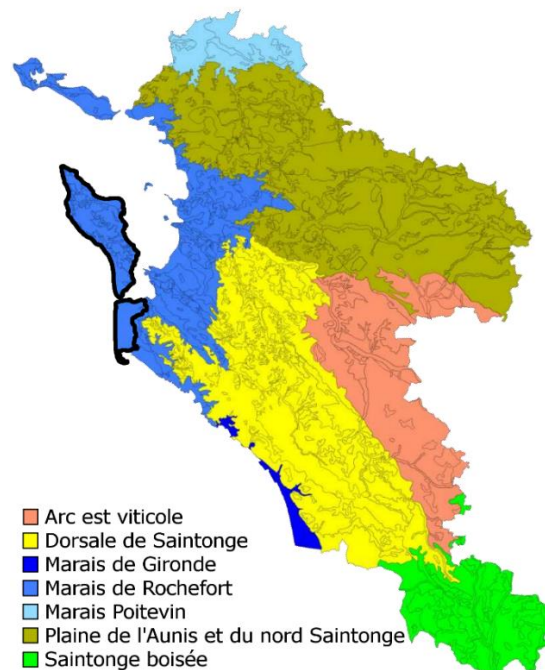 Arc est viticole
Dorsale de Saintonge
Marais de Gironde
Marais de Rochefort
Marais Poitevin
Plaine de l'Aunis et du nord Saintonge
Saintonge boisée